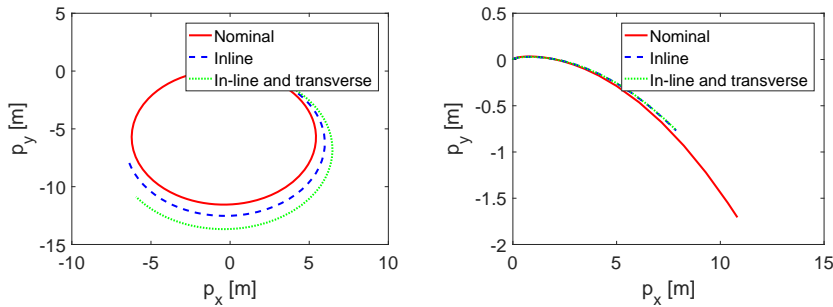 5
0
-5
-10
-15
p_y [m]
-10
-5
0
5
10
p_x [m]
Nominal
Inline
In-line and transverse
0.5
0
-0.5
-1
-1.5
-2
p_y [m]
0
5
10
15
p_x [m]
Nominal
Inline
In-line and transverse